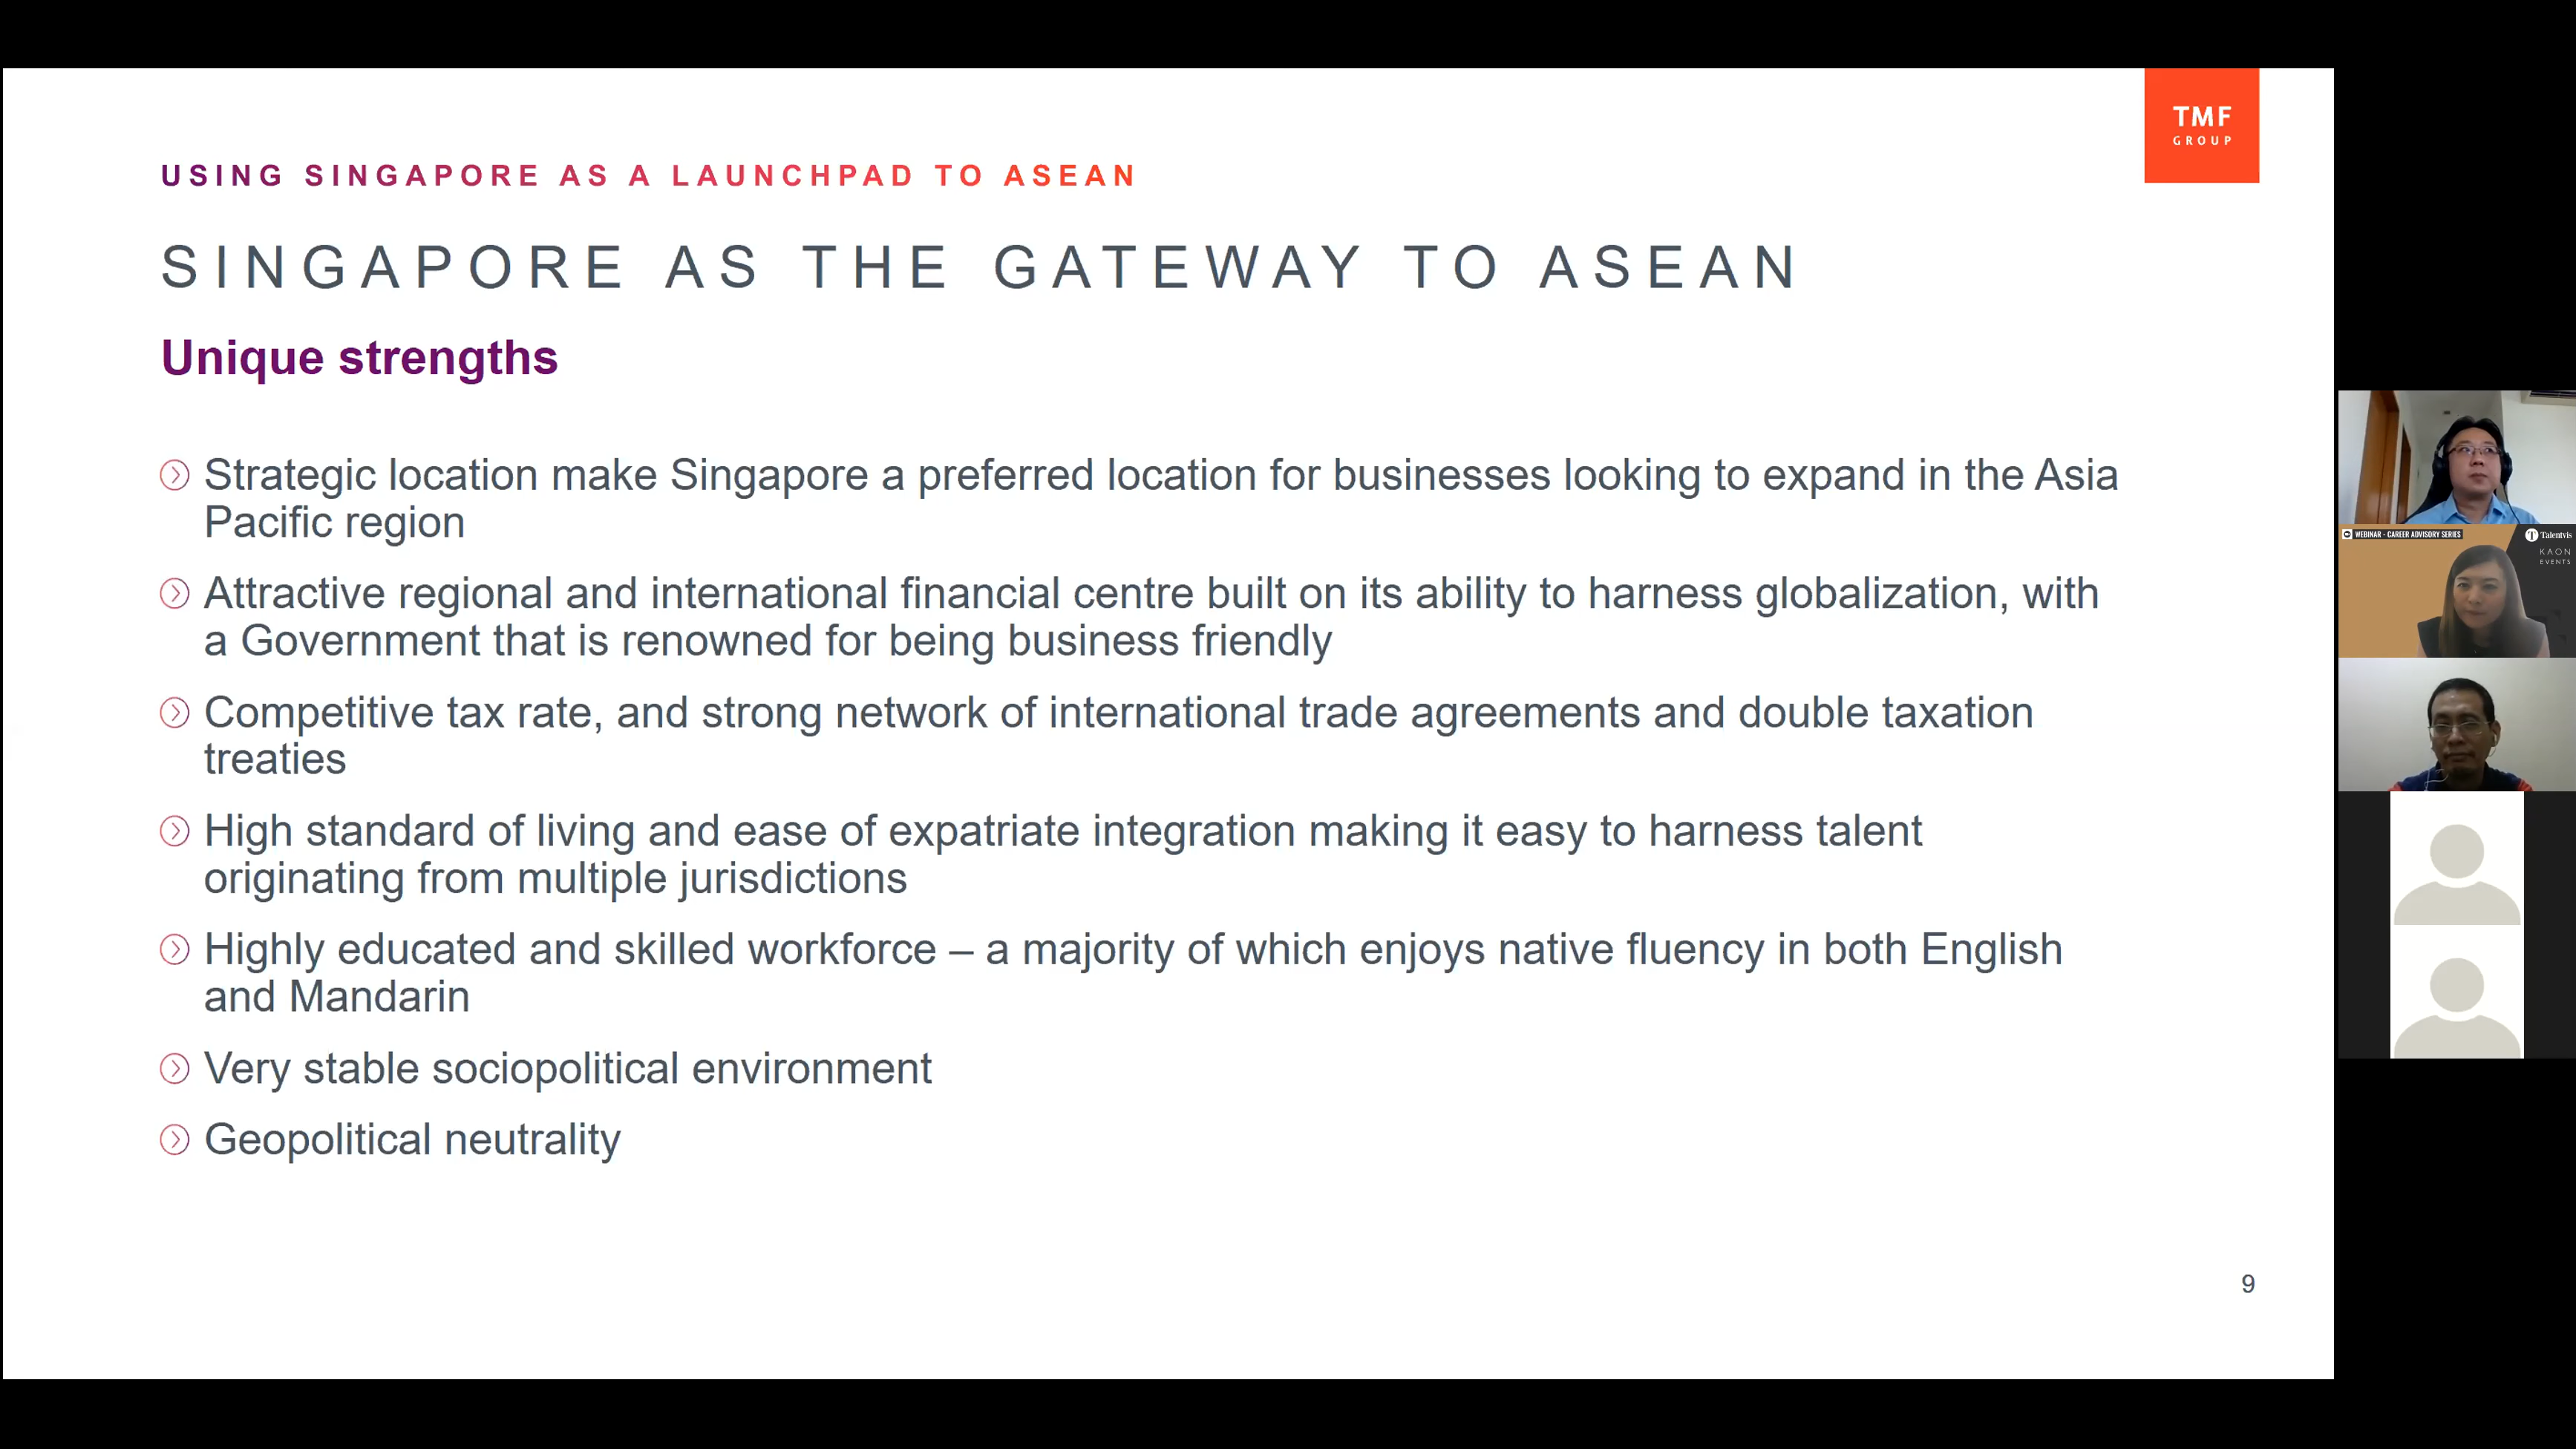 TMF
GROUP
USING SINGAPORE AS A LAUNCHPAD TO ASEAN
SINGAPORE AS THE GATEWAY TO ASEAN
Unique strengths
Strategic location make Singapore a preferred location for businesses looking to expand in the Asia
Pacific region
Attractive regional and international financial centre built on its ability to harness globalization, with
a Government that is renowned for being business friendly
Competitive tax rate, and strong network of international trade agreements and double taxation
treaties
High standard of living and ease of expatriate integration making it easy to harness talent
originating from multiple jurisdictions
Highly educated and skilled workforce – a majority of which enjoys native fluency in both English
and Mandarin
Very stable sociopolitical environment
Geopolitical neutrality
9
WEBINAR - CAREER ADVISORY SERIES
Talentvis
KAON
EVENTS